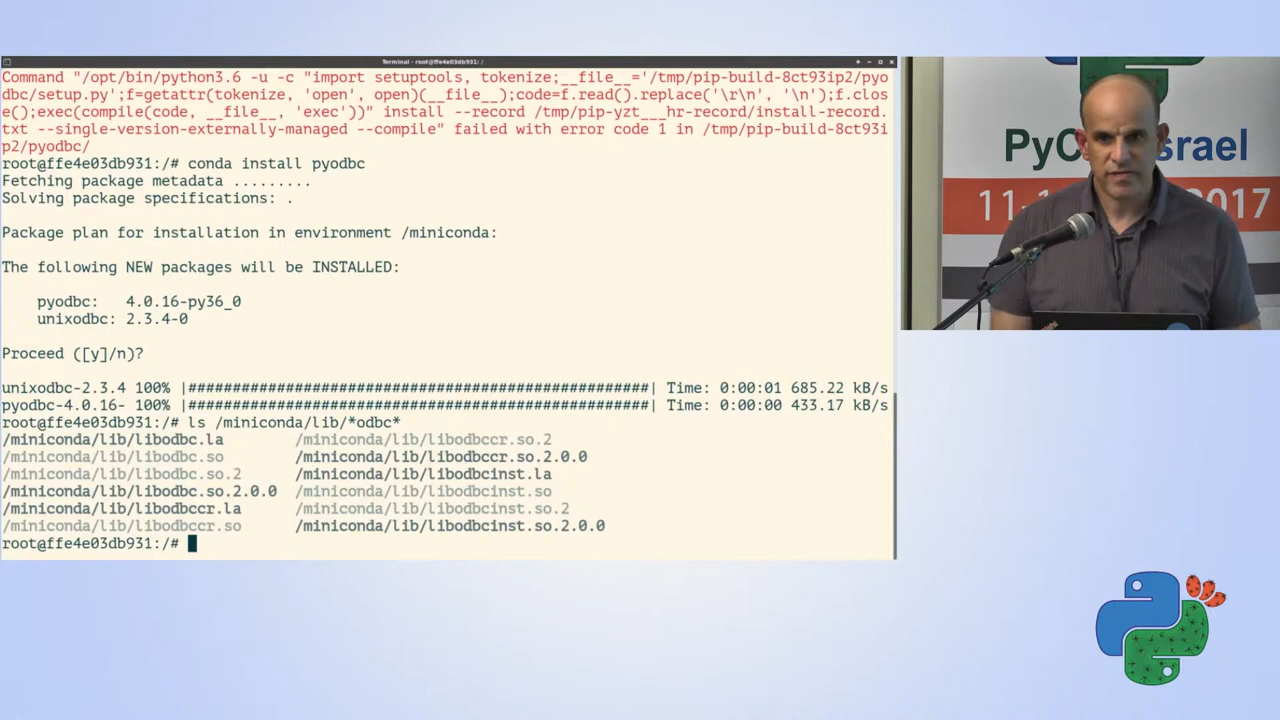 Terminal - root@ffe4e03db931: /
Command "/opt/bin/python3.6 -u -c "import setuptools, tokenize;__file__='/tmp/pip-build-8ct93ip2/pyo
dbc/setup.py';f=getattr(tokenize, 'open', open)(__file__);code=f.read().replace('\r\n', '\n');f.clos
e();exec(compile(code, __file__, 'exec'))" install --record /tmp/pip-yzt___hr-record/install-record.
txt --single-version-externally-managed --compile" failed with error code 1 in /tmp/pip-build-8ct93i
p2/pyodbc/
root@ffe4e03db931:/# conda install pyodbc
Fetching package metadata .........
Solving package specifications: .
Package plan for installation in environment /miniconda:
The following NEW packages will be INSTALLED:
pyodbc: 4.0.16-py36_0
unixodbc: 2.3.4-0
Proceed ([y]/n)?
unixodbc-2.3.4 100% |####################################################| Time: 0:00:01 685.22 kB/s
pyodbc-4.0.16- 100% |####################################################| Time: 0:00:00 433.17 kB/s
root@ffe4e03db931:/# ls /miniconda/lib/*odbc*
/miniconda/lib/libodbc.la /miniconda/lib/libodbccr.so.2
/miniconda/lib/libodbc.so /miniconda/lib/libodbccr.so.2.0.0
/miniconda/lib/libodbc.so.2 /miniconda/lib/libodbcinst.la
/miniconda/lib/libodbc.so.2.0.0 /miniconda/lib/libodbcinst.so
/miniconda/lib/libodbccr.la /miniconda/lib/libodbcinst.so.2
/miniconda/lib/libodbccr.so /miniconda/lib/libodbcinst.so.2.0.0
root@ffe4e03db931:/#
PyC srael
11-1 2017